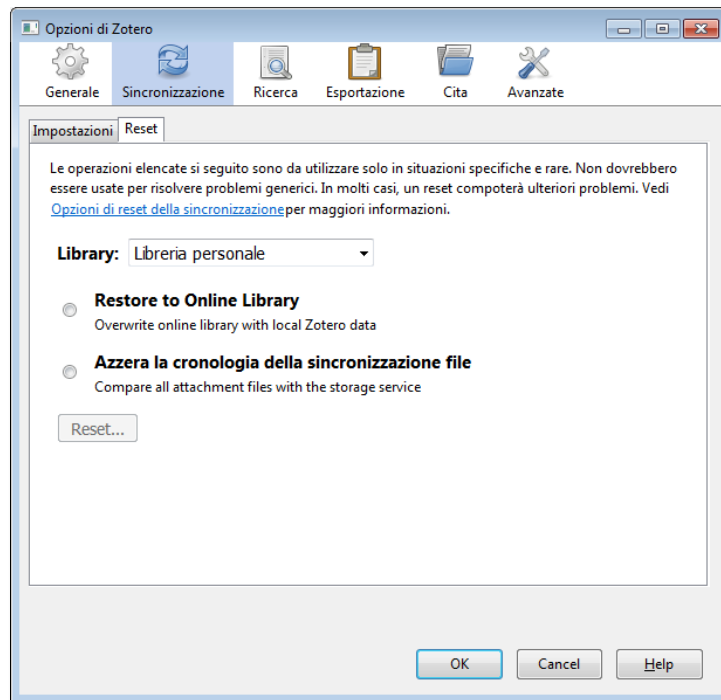 Opzioni di Zotero
Generale Sincronizzazione Ricerca Esportazione Cita Avanzate
Impostazioni Reset
Le operazioni elencate si seguito sono da utilizzare solo in situazioni specifiche e rare. Non dovrebbero
essere usate per risolvere problemi generici. In molti casi, un reset compoterà ulteriori problemi. Vedi
Opzioni di reset della sincronizzazione per maggiori informazioni.
Library: Libreria personale
Restore to Online Library
Overwrite online library with local Zotero data
Azzera la cronologia della sincronizzazione file
Compare all attachment files with the storage service
Reset...
OK Cancel Help